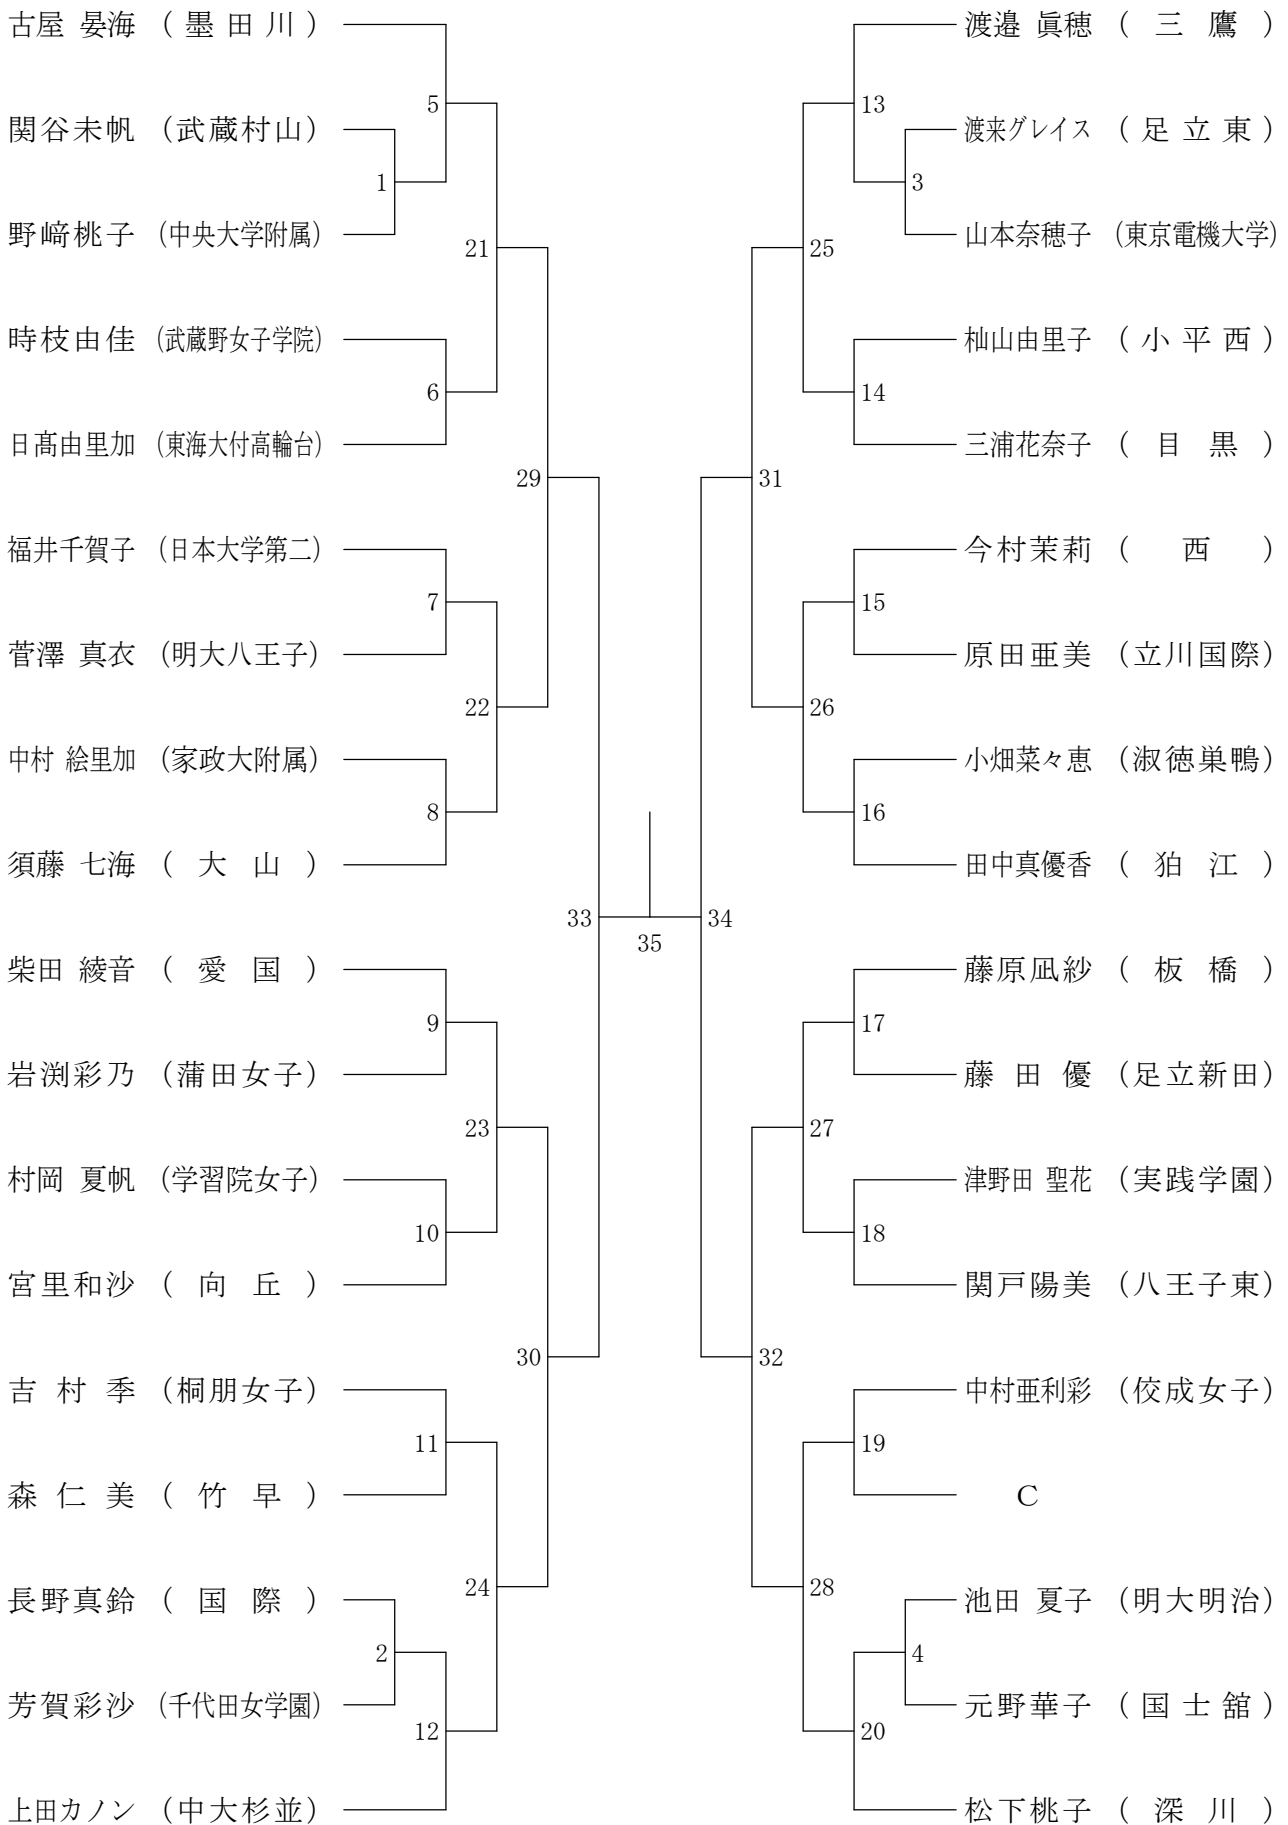 古屋 晏海 (墨田川)
関谷未帆 (武蔵村山)
野﨑桃子 (中央大学附属)
時枝由佳 (武蔵野女子学院)
日髙由里加 (東海大付高輪台)
福井千賀子 (日本大学第二)
菅澤 真衣 (明大八王子)
中村 絵里加 (家政大附属)
須藤 七海 (大山)
柴田 綾音 (愛国)
岩渕彩乃 (蒲田女子)
村岡 夏帆 (学習院女子)
宮里和沙 (向丘)
吉村季 (桐朋女子)
森仁美 (竹早)
長野真鈴 (国際)
芳賀彩沙 (千代田女学園)
上田カノン (中大杉並)
5
1
21
6
29
7
22
8
33
9
23
10
30
11
24
2
12
35
渡邉 眞穂 (三鷹)
渡来グレイス (足立東)
山本奈穂子 (東京電機大学)
杣山由里子 (小平西)
三浦花奈子 (目黒)
今村茉莉 (西)
原田亜美 (立川国際)
小畑菜々恵 (淑徳巣鴨)
田中真優香 (狛江)
藤原凪紗 (板橋)
藤田優 (足立新田)
津野田 聖花 (実践学園)
関戸陽美 (八王子東)
中村亜利彩 (佼成女子)
C
池田 夏子 (明大明治)
元野華子 (国士舘)
松下桃子 (深川)
13
3
25
14
31
15
26
16
34
17
27
18
32
19
28
4
20